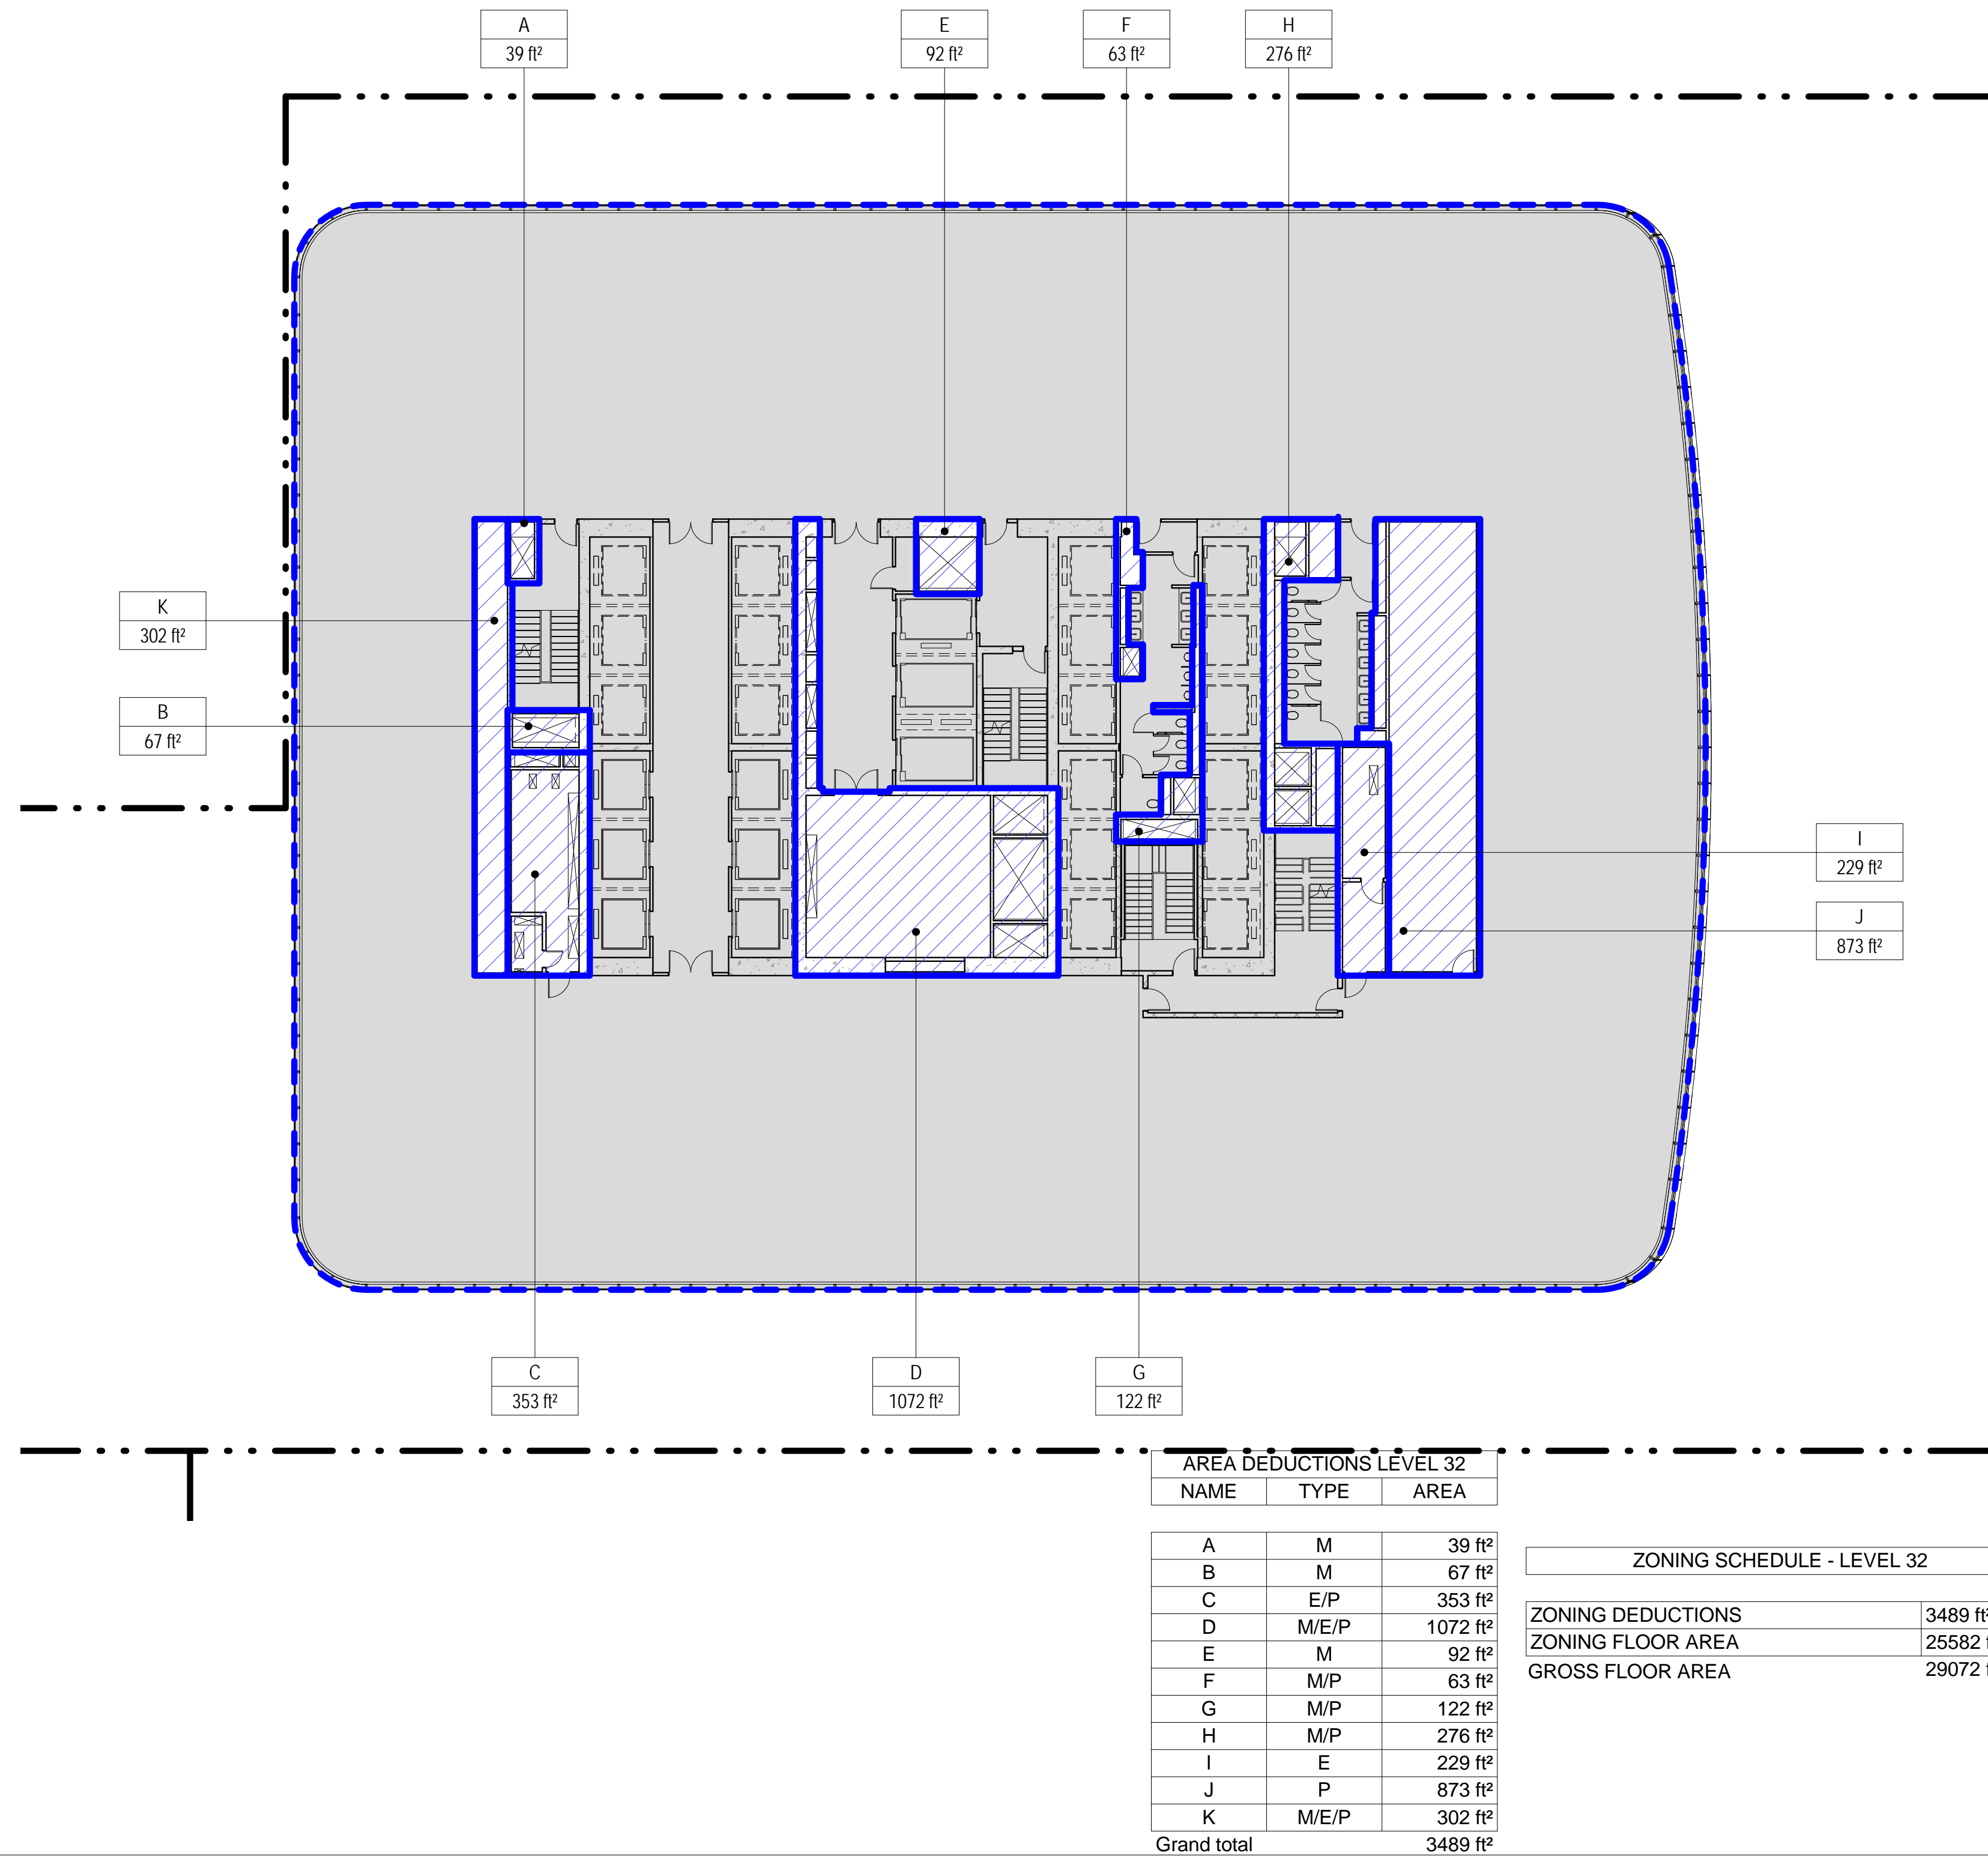 A
39 ft²
E
92 ft²
F
63 ft²
H
276 ft²
K
302 ft²
B
67 ft²
I
229 ft²
J
873 ft²
C
353 ft²
D
1072 ft²
G
122 ft²
AREA DEDUCTIONS LEVEL 32
NAME TYPE AREA
A M 39 ft²
B M 67 ft²
C E/P 353 ft²
D M/E/P 1072 ft²
E M 92 ft²
F M/P 63 ft²
G M/P 122 ft²
H M/P 276 ft²
I E 229 ft²
J P 873 ft²
K M/E/P 302 ft²
Grand total 3489 ft²
ZONING SCHEDULE - LEVEL 32
ZONING DEDUCTIONS 3489 ft²
ZONING FLOOR AREA 25582 f
GROSS FLOOR AREA 29072 f